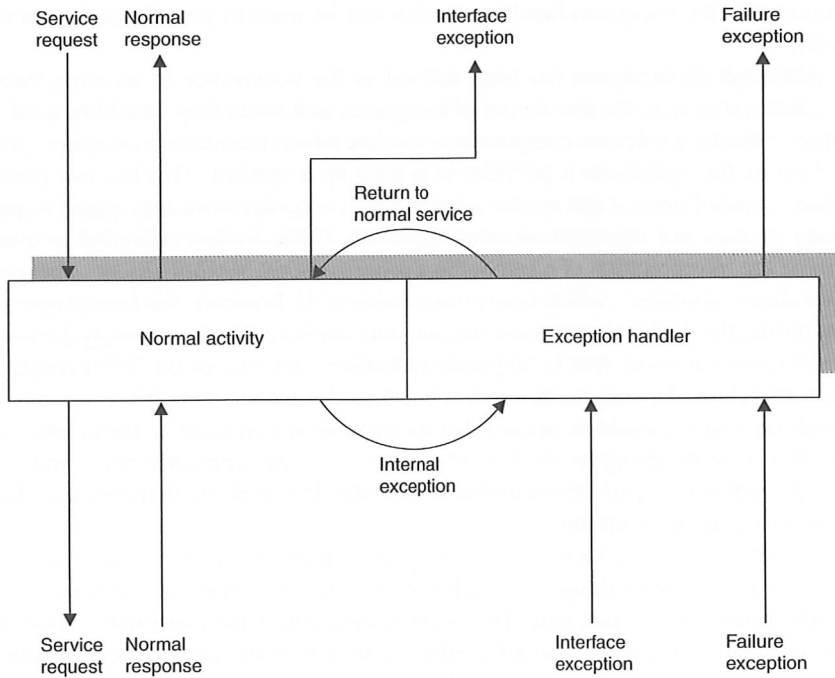 Service
request
Normal
response
Interface
exception
Failure
exception
Return to
normal service
Normal activity
Exception handler
Internal
exception
Service
request
Normal
response
Interface
exception
Failure
exception